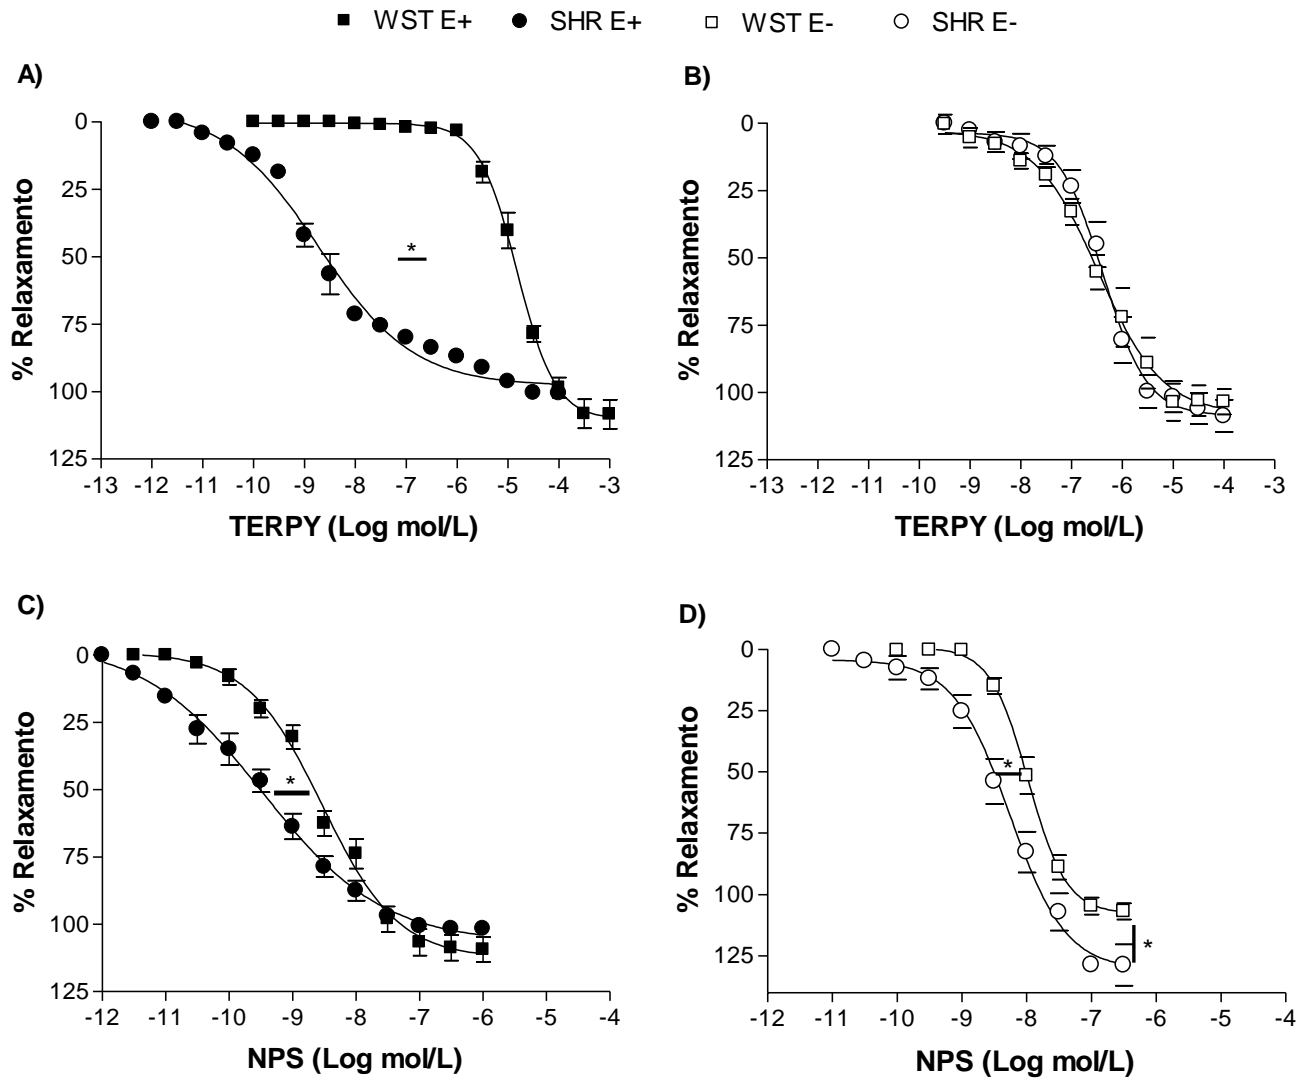 WST E+ SHR E+ WST E- SHR E-
A)
0
25
50
75
100
125
% Relaxamento
*
-13 -12 -11 -10 -9 -8 -7 -6 -5 -4 -3
TERPY (Log mol/L)
B)
0
25
50
75
100
125
% Relaxamento
-13 -12 -11 -10 -9 -8 -7 -6 -5 -4 -3
TERPY (Log mol/L)
C)
0
25
50
75
100
125
% Relaxamento
*
-12 -11 -10 -9 -8 -7 -6 -5 -4
NPS (Log mol/L)
D)
0
25
50
75
100
125
% Relaxamento
*
*
-12 -11 -10 -9 -8 -7 -6 -5 -4
NPS (Log mol/L)